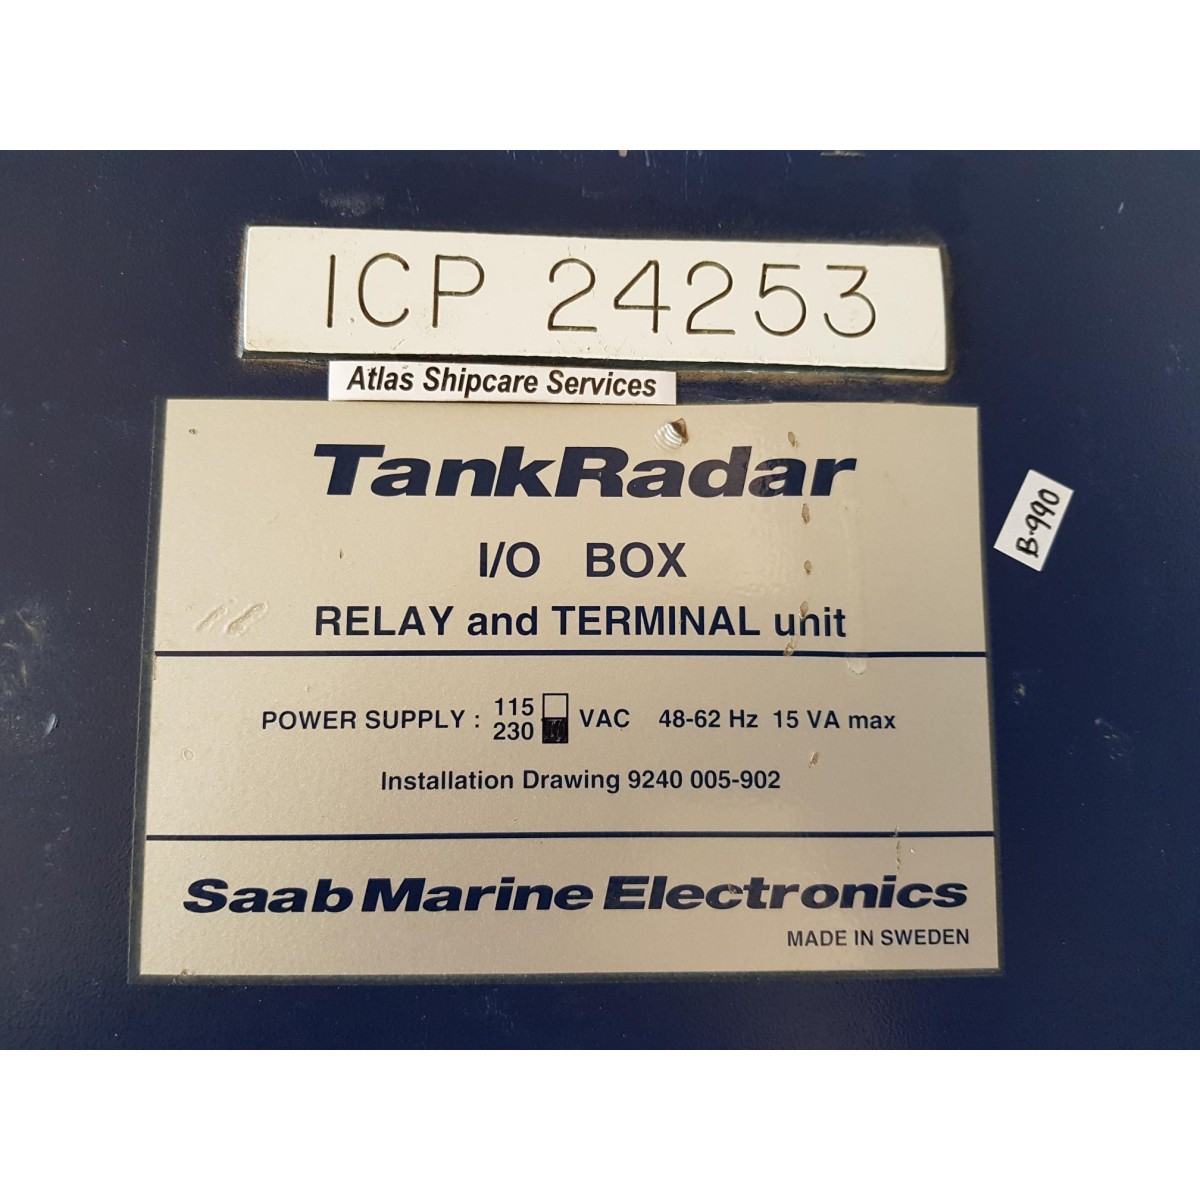 ICP 24253
Atlas Shipcare Services
TankRadar
I/O BOX
RELAY and TERMINAL unit
B-990
POWER SUPPLY : 115 230 VAC 48-62 Hz 15 VA max
Installation Drawing 9240 005-902
Saab Marine Electronics
MADE IN SWEDEN